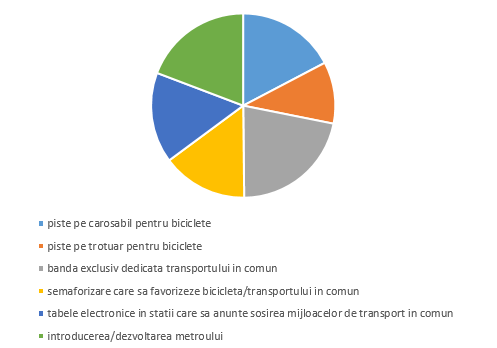 piste pe carosabil pentru biciclete
piste pe trotuar pentru biciclete
banda exclusiv dedicata transportului in comun
semaforizare care sa favorizeze bicicleta/transportului in comun
tabele electronice in statii care sa anunte sosirea mijloacelor de transport in comun
introducerea/dezvoltarea metroului